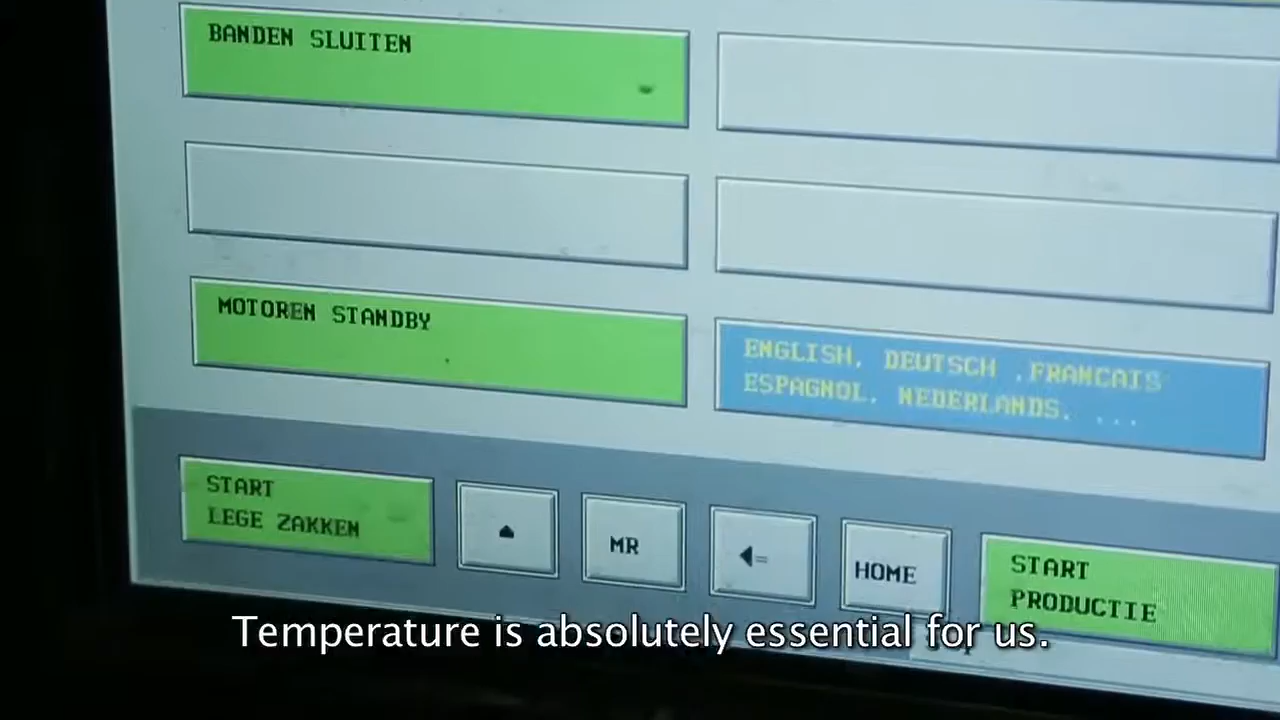 BANDEN SLUITEN
MOTOREN STANDBY
ENGLISH, DEUTSCH ,FRANCAIS
ESPAGNOL, NEDERLANDS, ...
START
LEGE ZAKKEN
MR
HOME
START
PRODUCTIE
Temperature is absolutely essential for us.